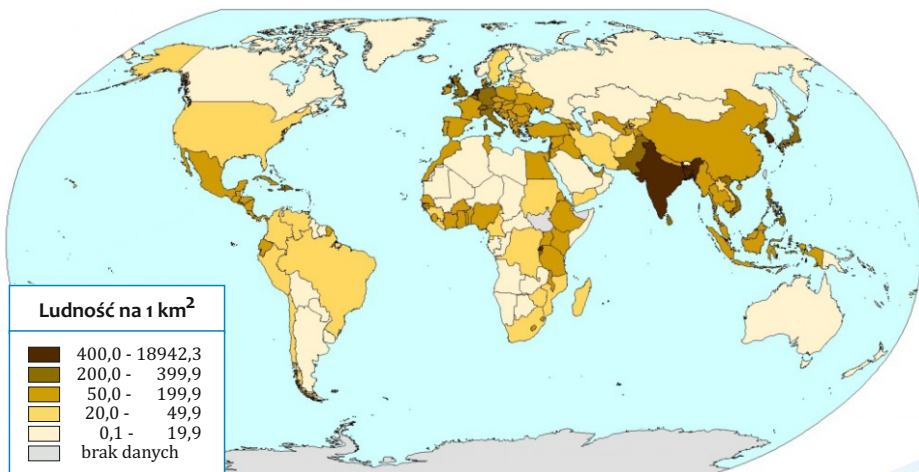 Ludność na 1 km²
400,0 - 18942,3
200,0 - 399,9
50,0 - 199,9
20,0 - 49,9
0,1 - 19,9
brak danych